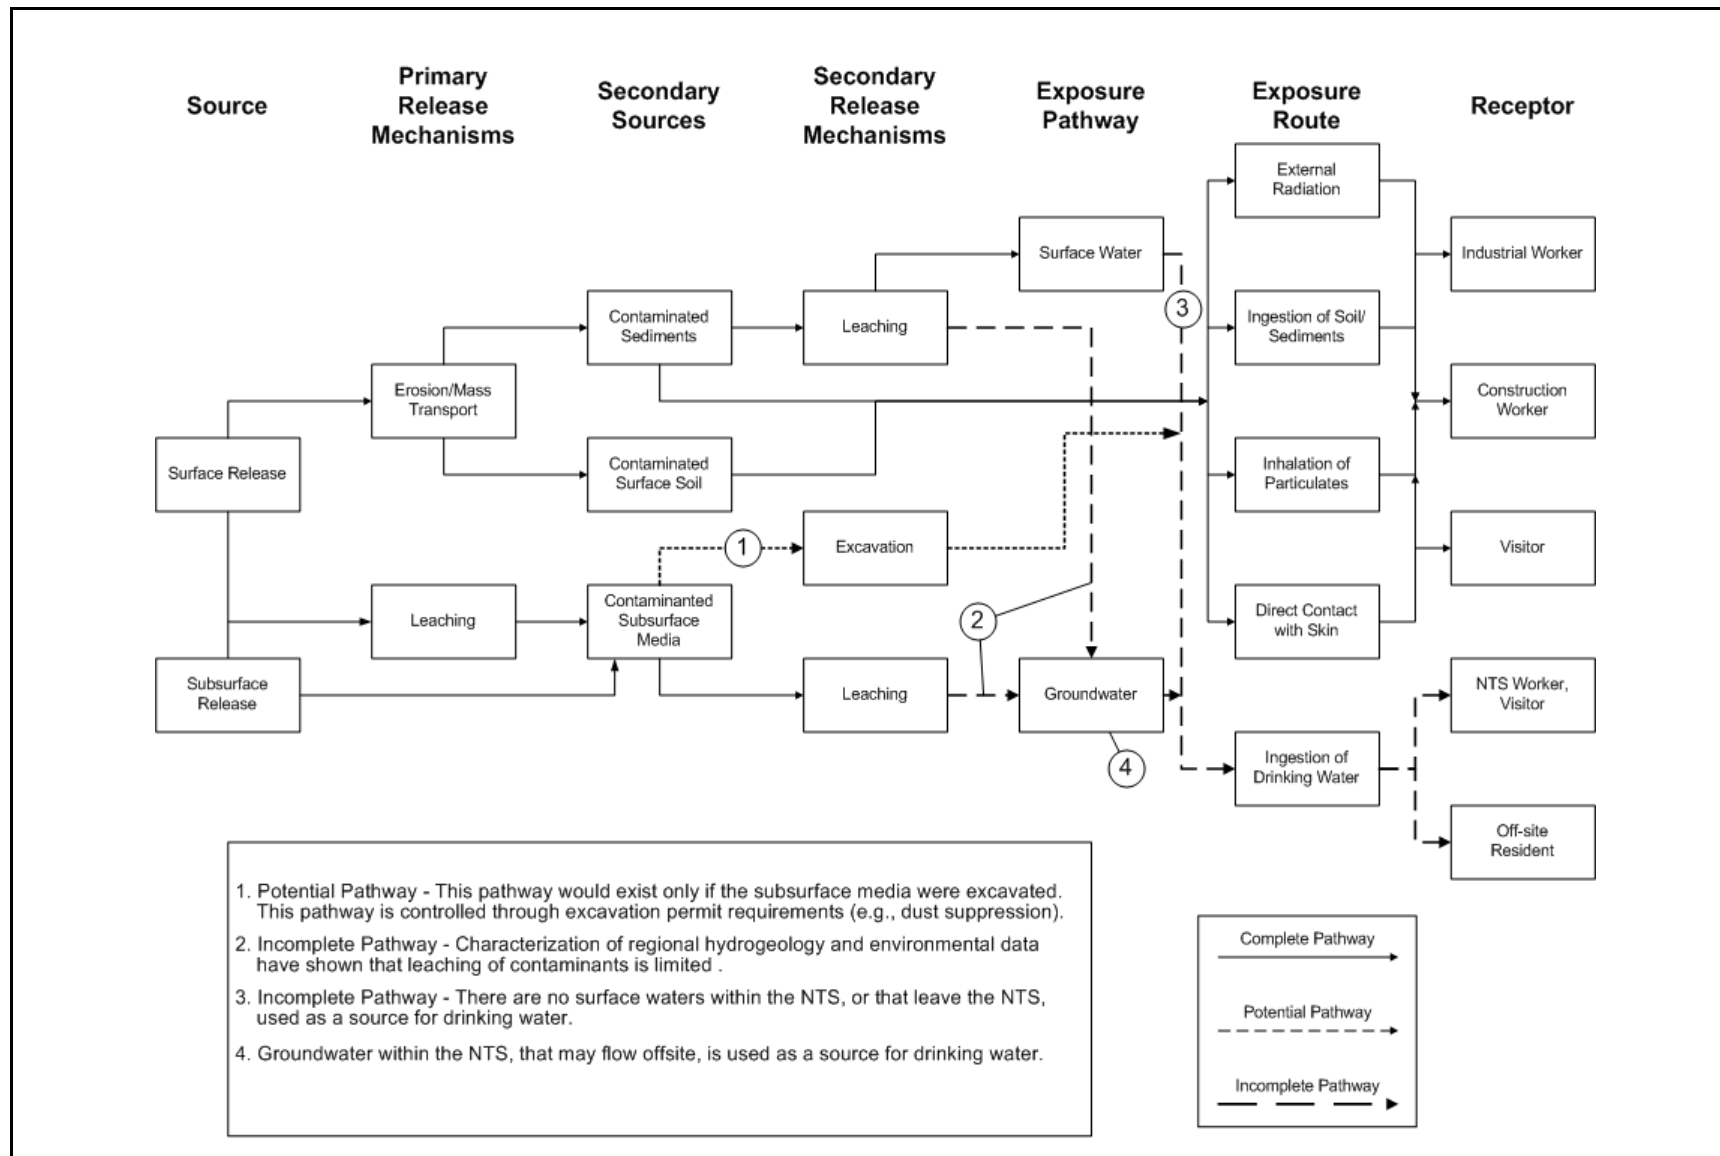 Source
Primary
Release
Mechanisms
Secondary
Sources
Secondary
Release
Mechanisms
Exposure
Pathway
Exposure
Route
Receptor
External
Radiation
Surface Water
Industrial Worker
3
Contaminated
Sediments
Leaching
Ingestion of Soil/
Sediments
Erosion/Mass
Transport
Construction
Worker
Surface Release
Contaminated
Surface Soil
Inhalation of
Particulates
1
Excavation
Visitor
Leaching
Contaminanted
Subsurface
Media
2
Direct Contact
with Skin
Subsurface
Release
Leaching
Groundwater
NTS Worker,
Visitor
4
Ingestion of
Drinking Water
Off-site
Resident
1. Potential Pathway - This pathway would exist only if the subsurface media were excavated.
This pathway is controlled through excavation permit requirements (e.g., dust suppression).
2. Incomplete Pathway - Characterization of regional hydrogeology and environmental data
have shown that leaching of contaminants is limited .
3. Incomplete Pathway - There are no surface waters within the NTS, or that leave the NTS,
used as a source for drinking water.
4. Groundwater within the NTS, that may flow offsite, is used as a source for drinking water.
Complete Pathway
Potential Pathway
Incomplete Pathway